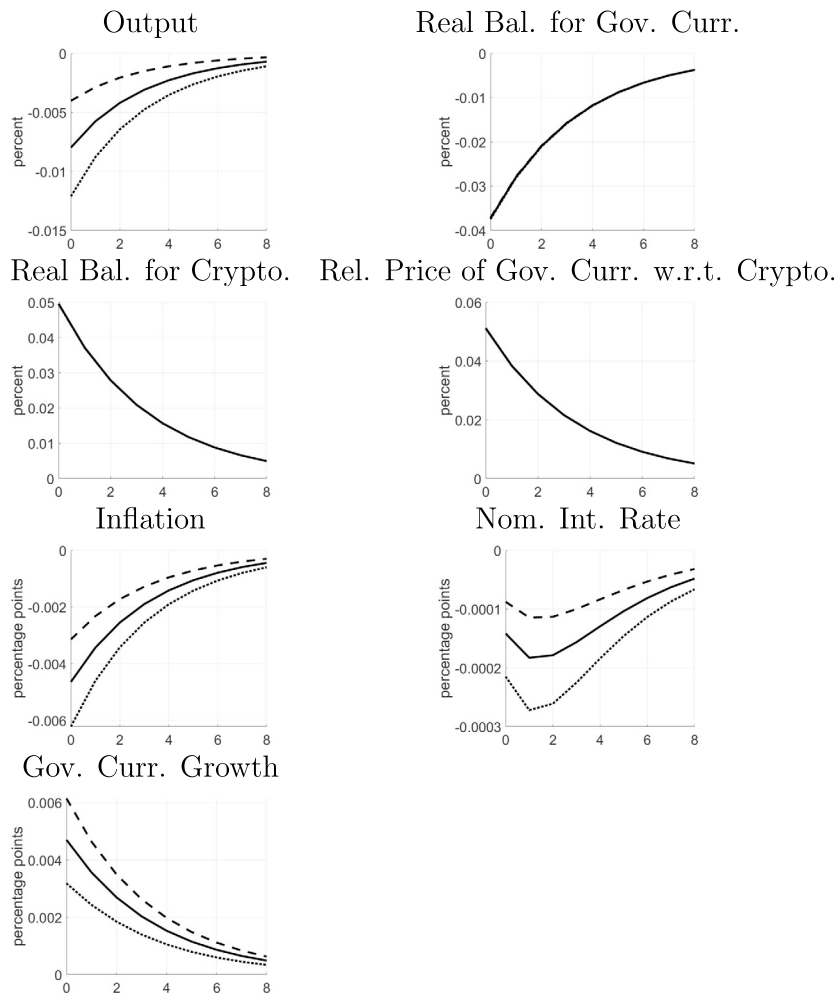 Output
Real Bal. for Gov. Curr.
0
-0.005
-0.01
-0.015
percent
0 2 4 6 8
0
-0.01
-0.02
-0.03
-0.04
percent
0 2 4 6 8
Real Bal. for Crypto.
Rel. Price of Gov. Curr. w.r.t. Crypto.
0.05
0.04
0.03
0.02
0.01
0
percent
0 2 4 6 8
0.06
0.04
0.02
0
percent
0 2 4 6 8
Inflation
Nom. Int. Rate
0
-0.002
-0.004
-0.006
percentage points
0 2 4 6 8
0
-0.0001
-0.0002
-0.0003
percentage points
0 2 4 6 8
Gov. Curr. Growth
0.006
0.004
0.002
0
percentage points
0 2 4 6 8